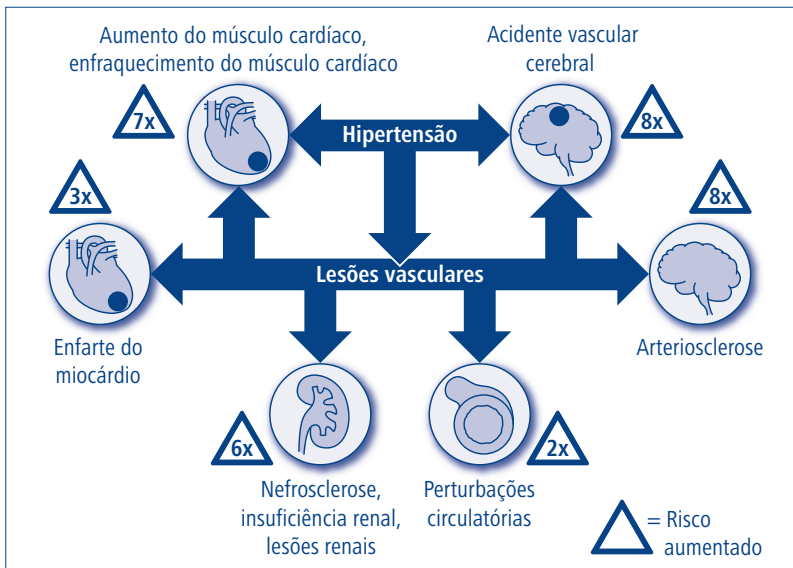 Aumento do músculo cardíaco,
enfraquecimento do músculo cardíaco
Acidente vascular
cerebral
7x
Hipertensão
8x
3x
8x
Lesões vasculares
Enfarte do
miocárdio
Arteriosclerose
6x
2x
Nefrosclerose,
insuficiência renal,
lesões renais
Perturbações
circulatórias
= Risco
aumentado